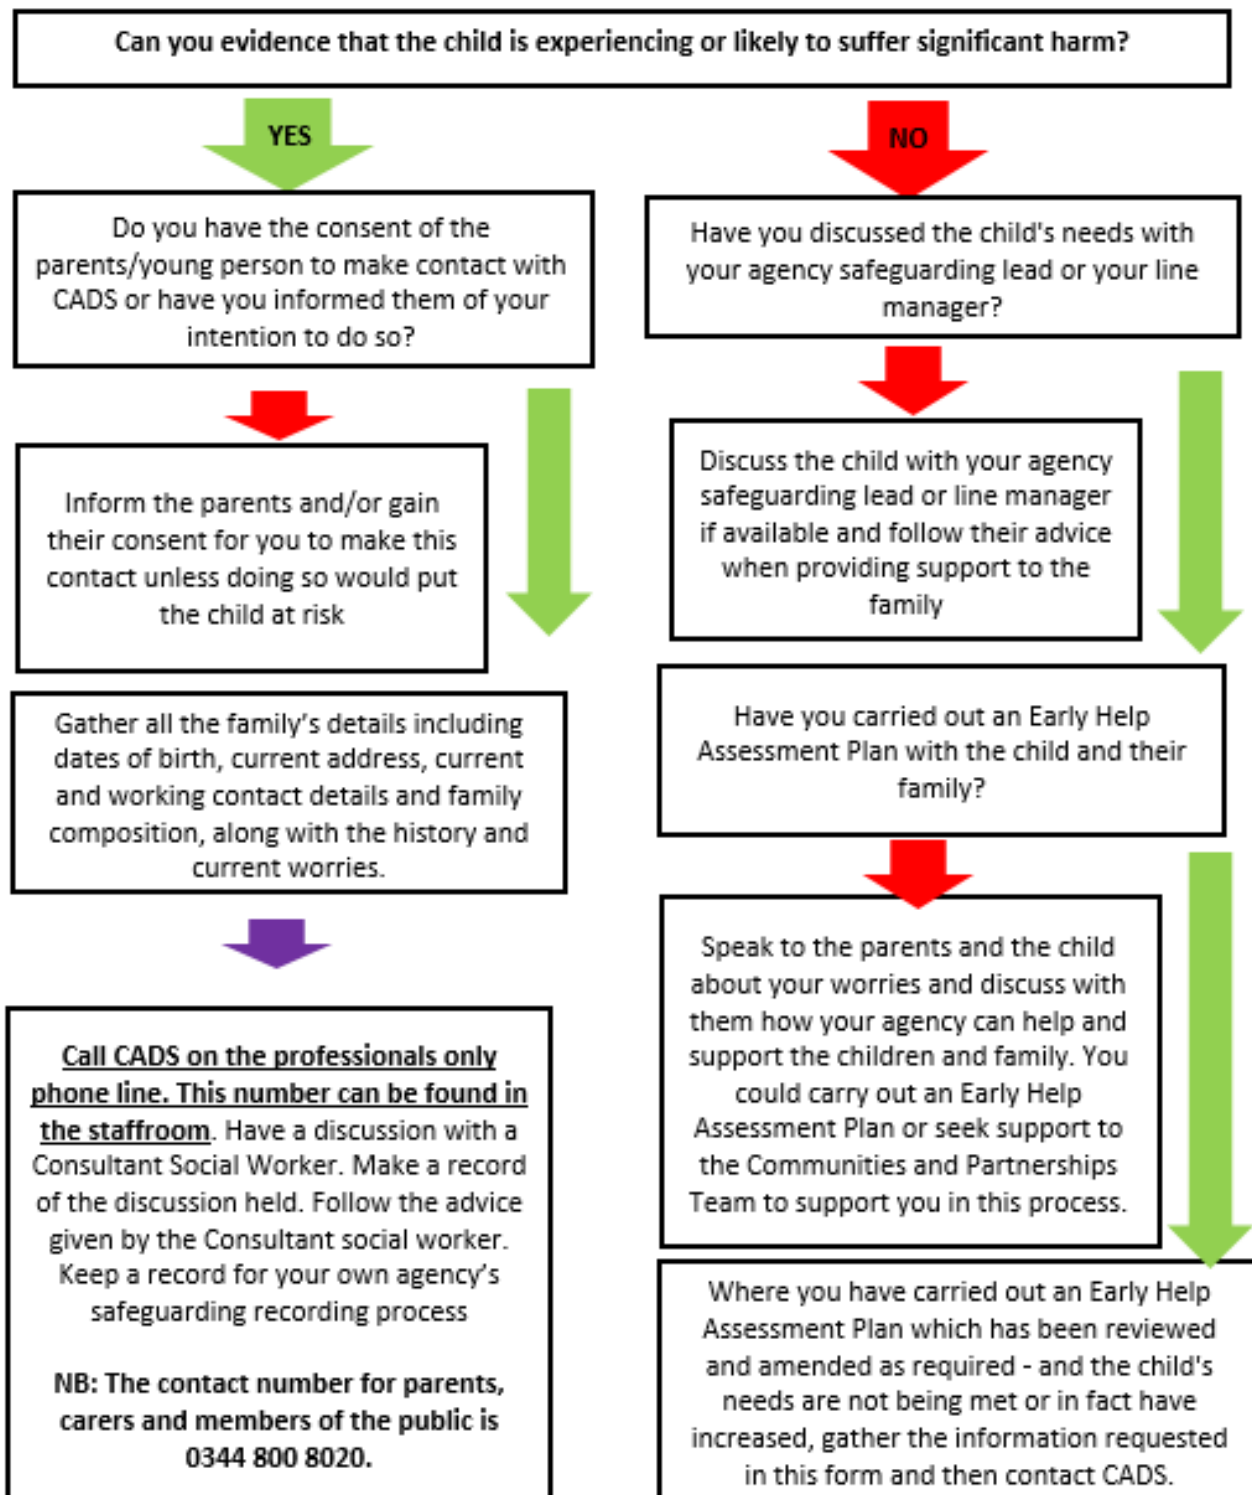 Can you evidence that the child is experiencing or likely to suffer significant harm?
YES
Do you have the consent of the
parents/young person to make contact with
CADS or have you informed them of your
intention to do so?
Inform the parents and/or gain
their consent for you to make this
contact unless doing so would put
the child at risk
Gather all the family’s details including
dates of birth, current address, current
and working contact details and family
composition, along with the history and
current worries.
Call CADS on the professionals only
phone line. This number can be found in
the staffroom. Have a discussion with a
Consultant Social Worker. Make a record
of the discussion held. Follow the advice
given by the Consultant social worker.
Keep a record for your own agency’s
safeguarding recording process
NB: The contact number for parents,
carers and members of the public is
0344 800 8020.
NO
Have you discussed the child's needs with
your agency safeguarding lead or your line
manager?
Discuss the child with your agency
safeguarding lead or line manager
if available and follow their advice
when providing support to the
family
Have you carried out an Early Help
Assessment Plan with the child and their
family?
Speak to the parents and the child
about your worries and discuss with
them how your agency can help and
support the children and family. You
could carry out an Early Help
Assessment Plan or seek support to
the Communities and Partnerships
Team to support you in this process.
Where you have carried out an Early Help
Assessment Plan which has been reviewed
and amended as required - and the child's
needs are not being met or in fact have
increased, gather the information requested
in this form and then contact CADS.